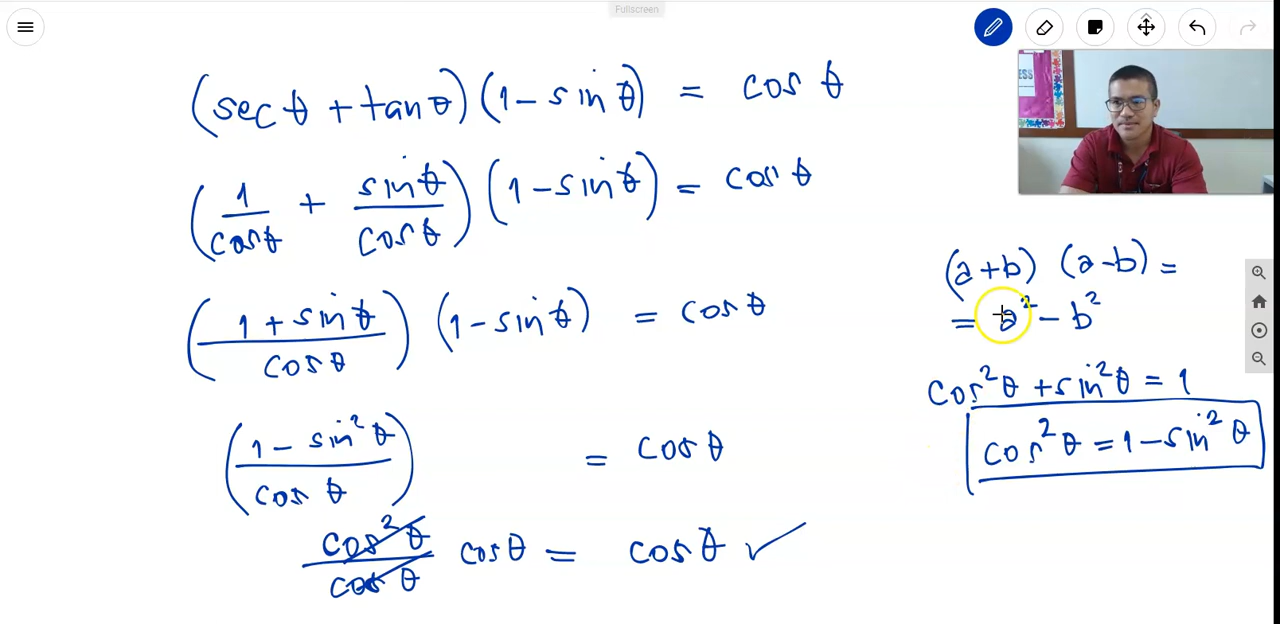 Fullscreen
ESS
(sec θ + tan θ) (1 - sin θ) = cos θ
(1/cos θ + sin θ/cos θ) (1 - sin θ) = cos θ
(1 + sin θ/cos θ) (1 - sin θ) = cos θ
(1 - sin² θ/cos θ) = cos θ
cos² θ/cos θ cos θ = cos θ ✓
(a + b) (a - b) =
= a² - b²
cos² θ + sin² θ = 1
cos² θ = 1 - sin² θ